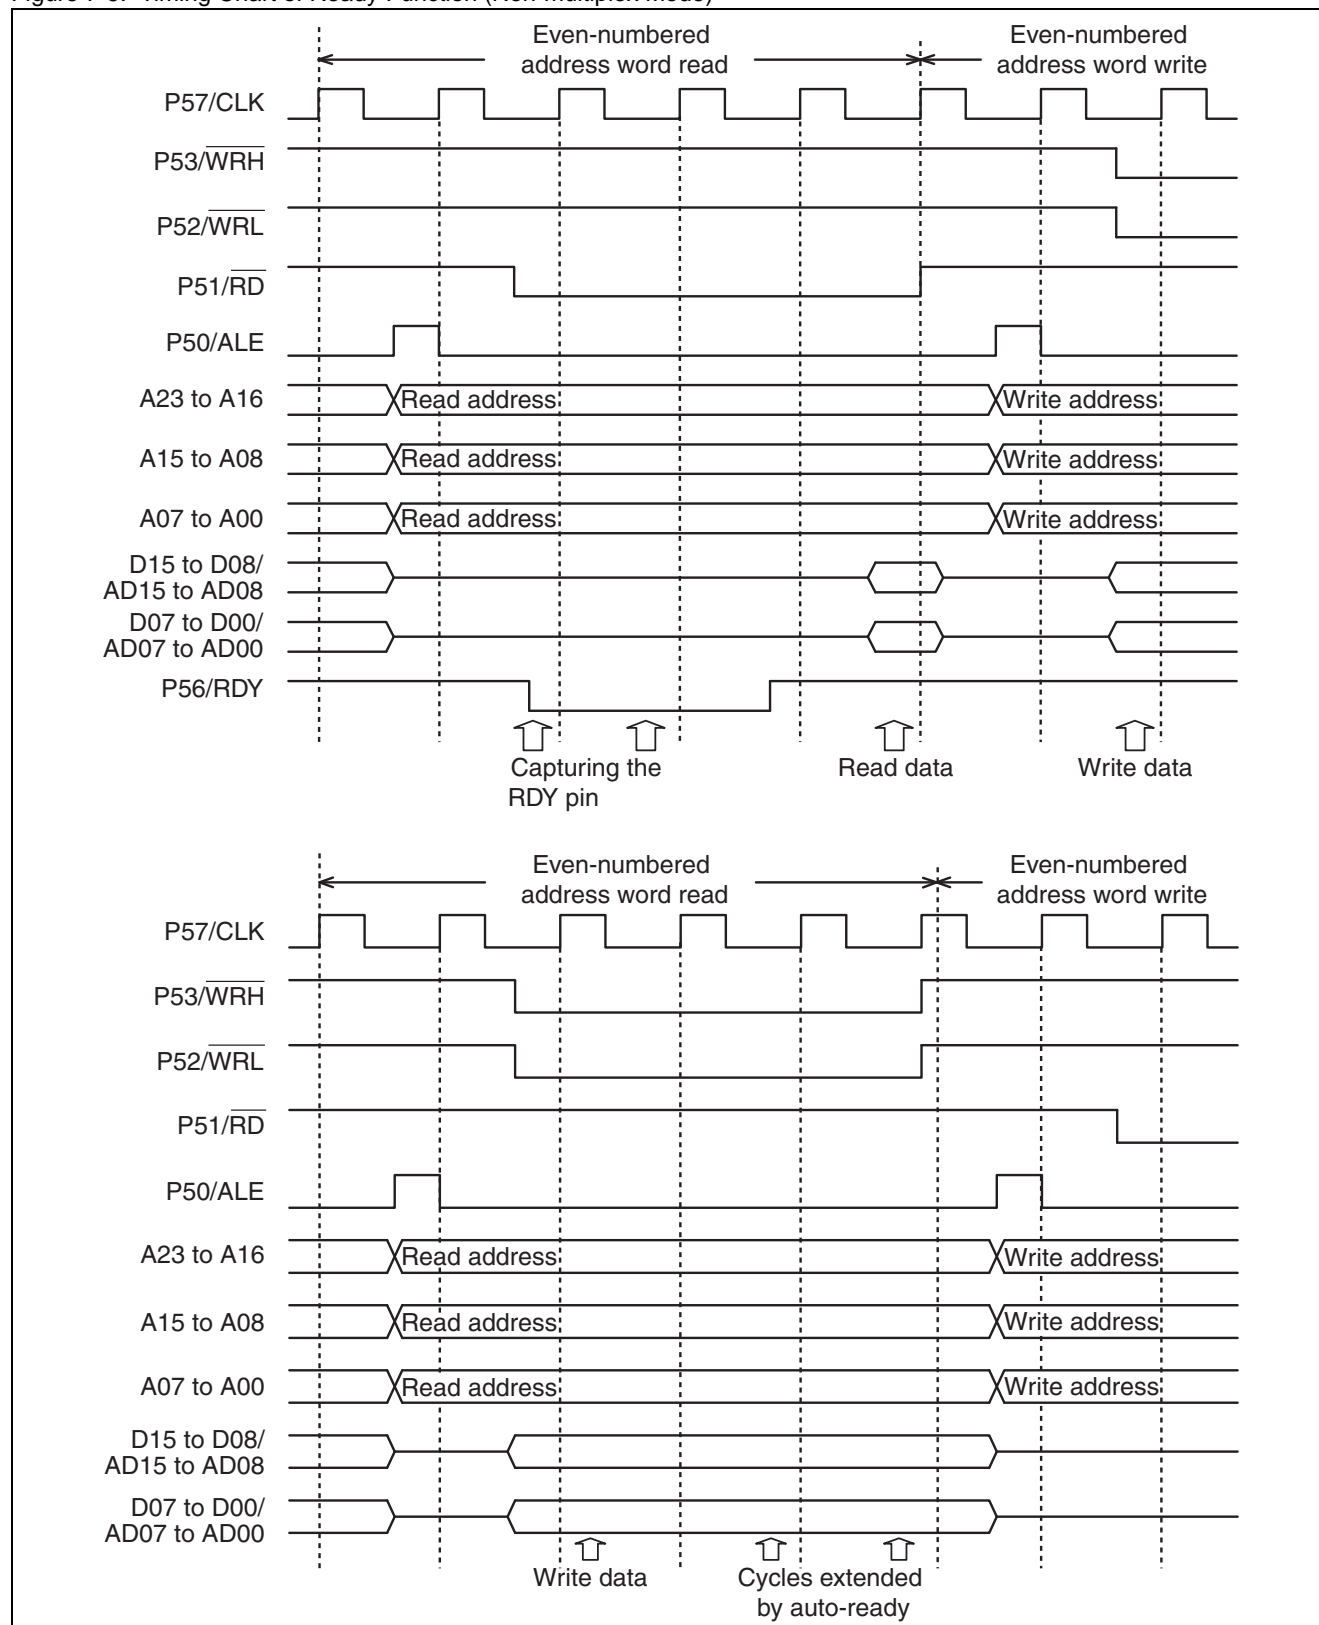 Figure 7-3. Timing Chart of Ready Function (Non-Multiplex Mode)
Even-numbered
address word read
Even-numbered
address word write
P57/CLK
P53/WRH
P52/WRL
P51/RD
P50/ALE
A23 to A16
Read address
Write address
A15 to A08
Read address
Write address
A07 to A00
Read address
Write address
D15 to D08/
AD15 to AD08
D07 to D00/
AD07 to AD00
P56/RDY
Capturing the
RDY pin
Read data
Write data
Even-numbered
address word read
Even-numbered
address word write
P57/CLK
P53/WRH
P52/WRL
P51/RD
P50/ALE
A23 to A16
Read address
Write address
A15 to A08
Read address
Write address
A07 to A00
Read address
Write address
D15 to D08/
AD15 to AD08
D07 to D00/
AD07 to AD00
Write data
Cycles extended
by auto-ready